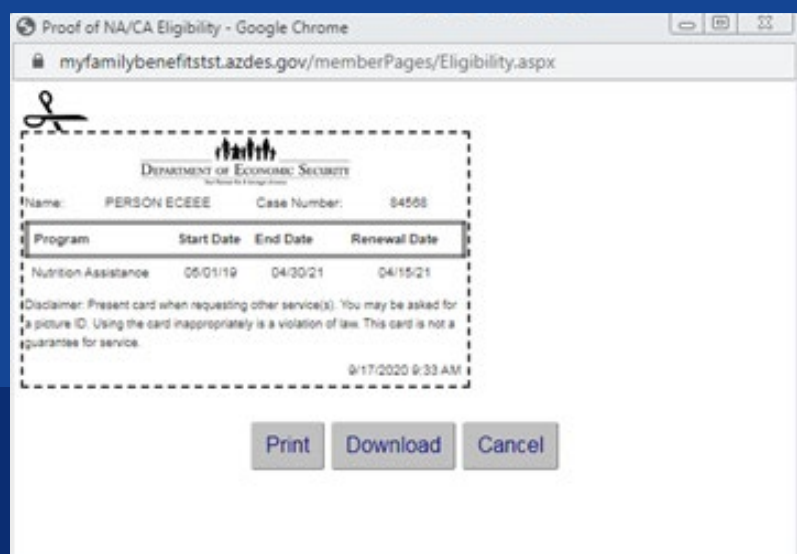 Proof of NA/CA Eligibility - Google Chrome
myfamilybenefitstst.azdes.gov/memberPages/Eligibility.aspx
DEPARTMENT OF ECONOMIC SECURITY
Name: PERSON ECEEE Case Number: 84568
Program Start Date End Date Renewal Date
Nutrition Assistance 05/01/19 04/30/21 04/15/21
Disclaimer: Present card when requesting other service(s). You may be asked for
a picture ID. Using the card inappropriately is a violation of law. This card is not a
guarantee for service.
9/17/2020 9:33 AM
Print Download Cancel